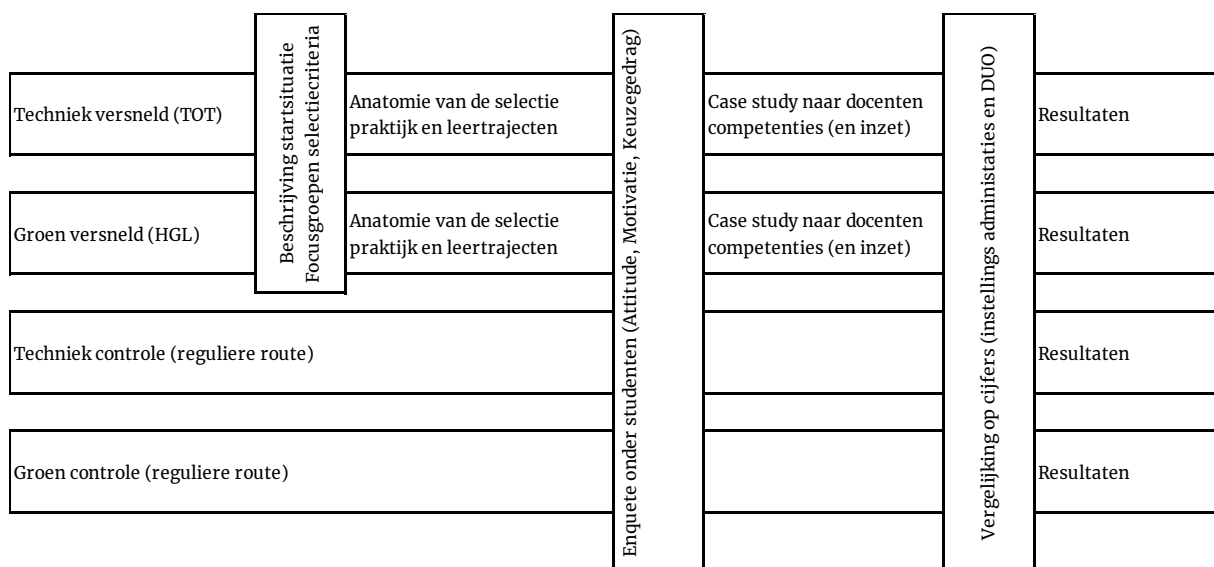 Techniek versneld (TOT)
Beschrijving startsituatie
Focusgroepen selectiecriteria
Anatomie van de selectie
praktijk en leertrajecten
Enquete onder studenten (Attitude, Motivatie, Keuzegedrag)
Case study naar docenten
competenties (en inzet)
Vergelijking op cijfers (instellings administaties en DUO)
Resultaten
Groen versneld (HGL)
Anatomie van de selectie
praktijk en leertrajecten
Case study naar docenten
competenties (en inzet)
Resultaten
Techniek controle (reguliere route)
Resultaten
Groen controle (reguliere route)
Resultaten